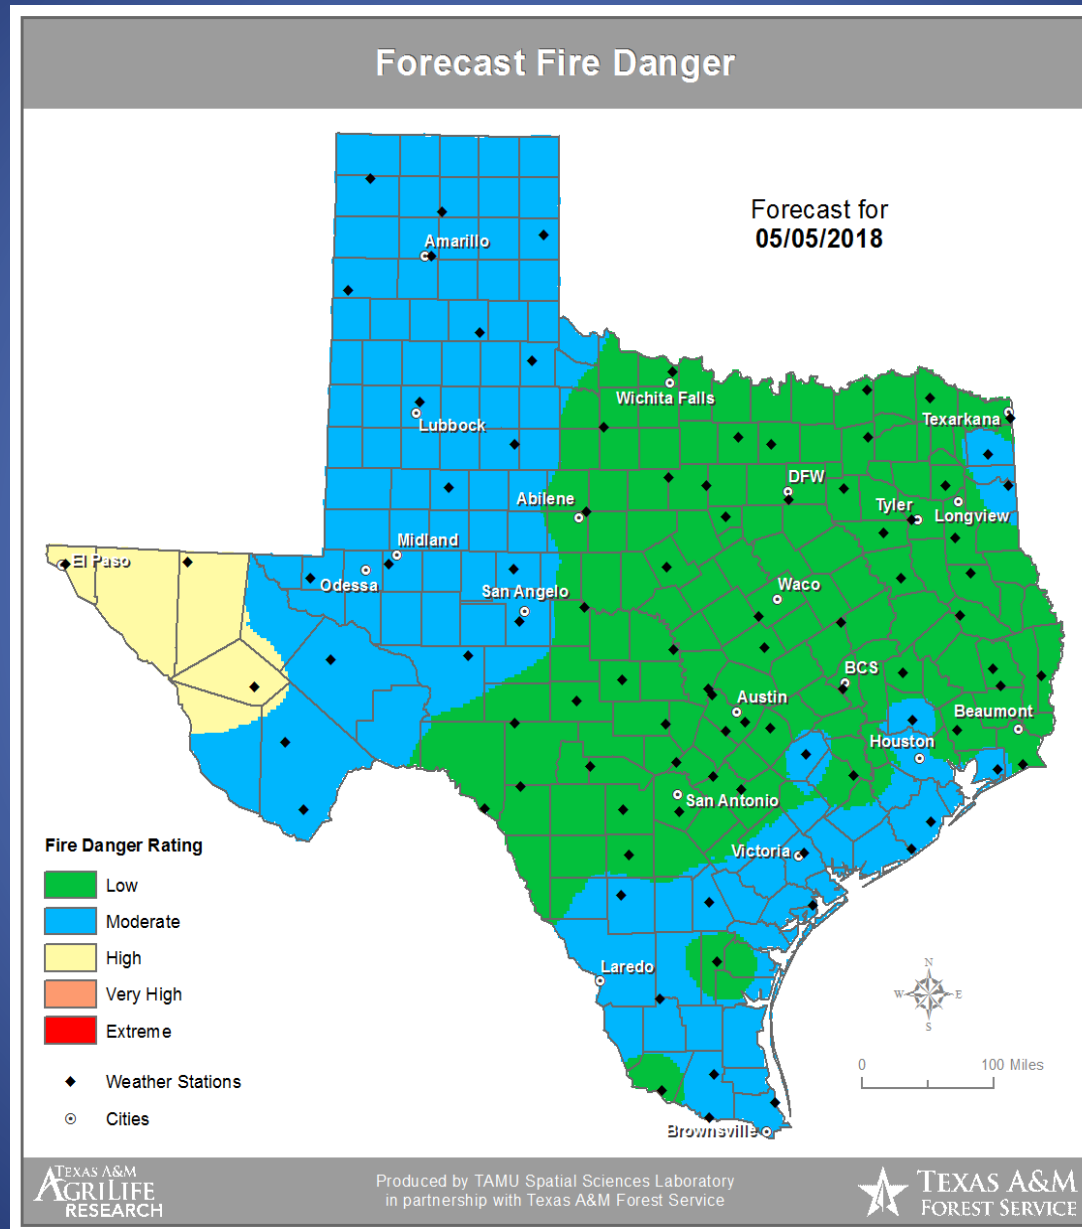 Forecast Fire Danger
Forecast for
05/05/2018
Amarillo
Wichita Falls
Lubbock
Texarkana
DFW
Abilene
Tyler
Longview
Midland
El Paso
Odessa
San Angelo
Waco
BCS
Austin
Beaumont
Houston
San Antonio
Victoria
Fire Danger Rating
Low
Moderate
High
Very High
Extreme
Weather Stations
Cities
Laredo
Brownsville
N
W E
S
0 100 Miles
TEXAS A&M
AGRILIFE
RESEARCH
Produced by TAMU Spatial Sciences Laboratory
in partnership with Texas A&M Forest Service
TEXAS A&M
FOREST SERVICE